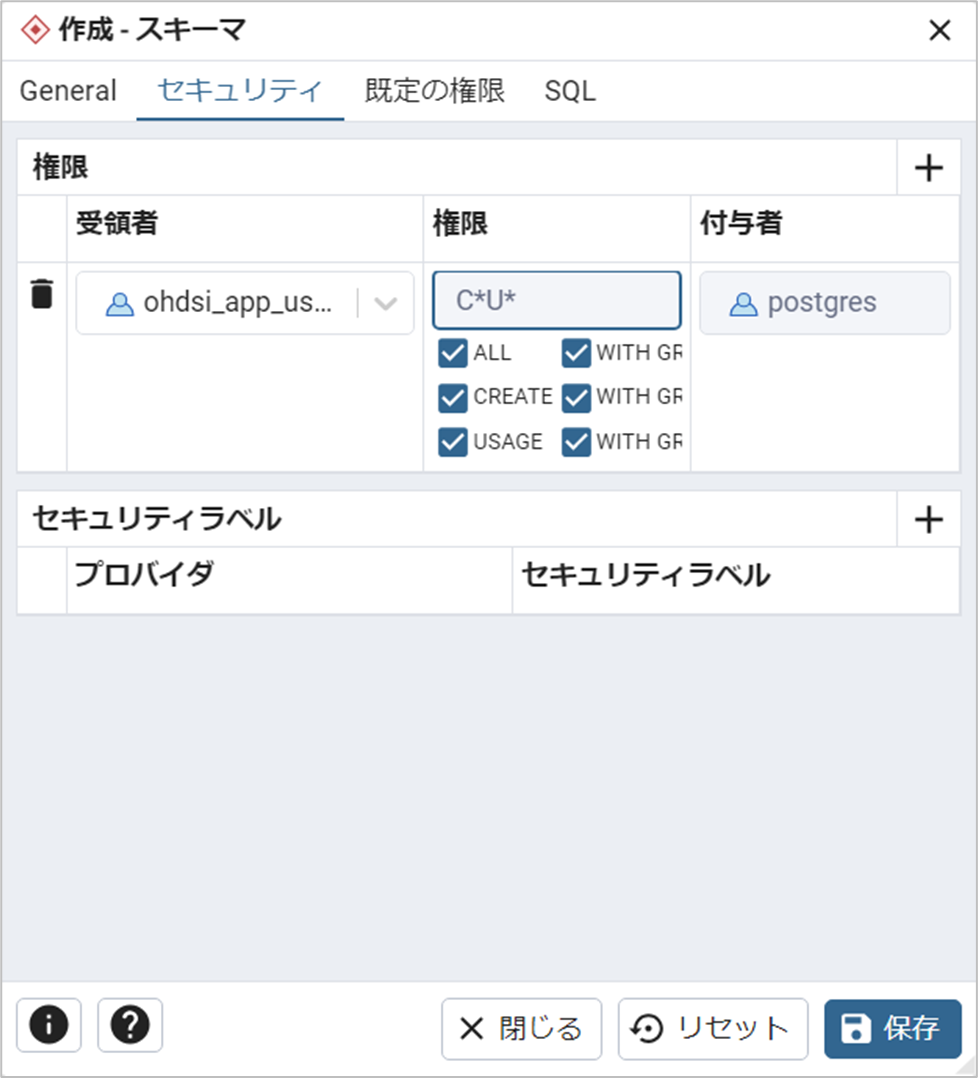 作成 - スキーマ
General セキュリティ 既定の権限 SQL
権限
受領者 権限 付与者
ohdsi_app_us... C*U* postgres
ALL WITH GR
CREATE WITH GR
USAGE WITH GR
セキュリティラベル
プロバイダ セキュリティラベル
閉じる リセット 保存